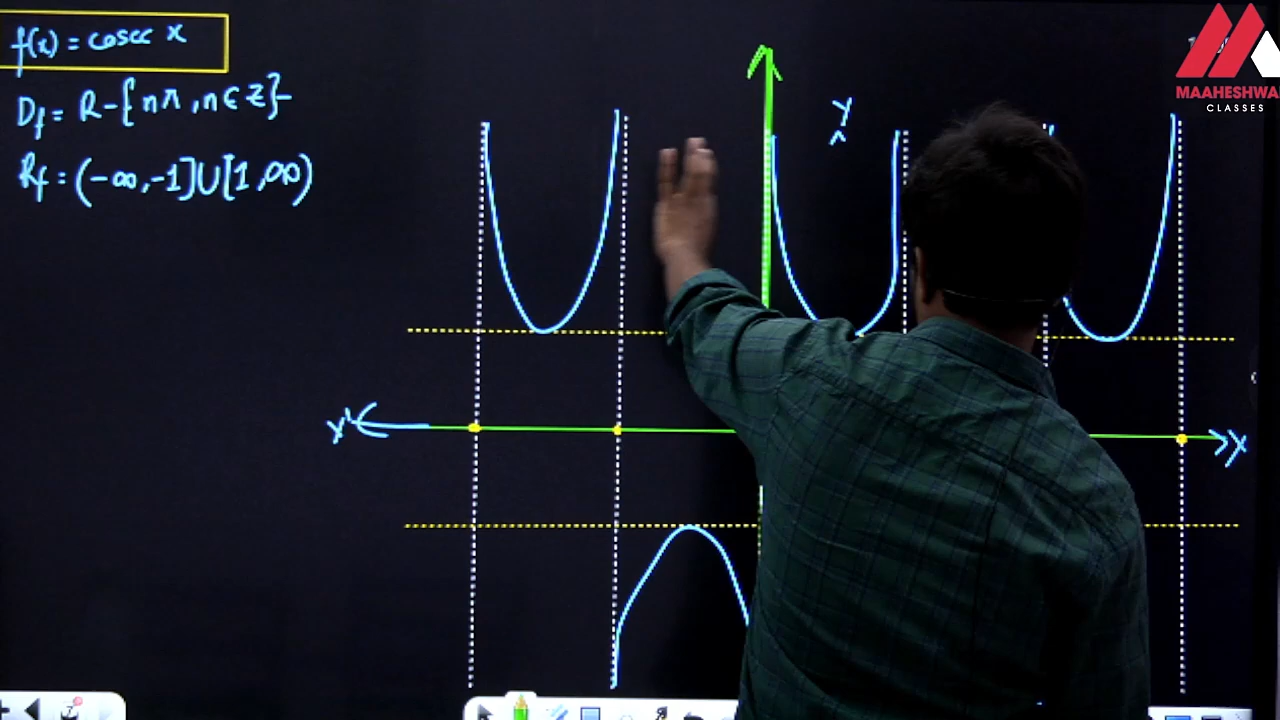 f(x) = cosec x
Df = R-{nπ, n∈Z}
Rf = (-∞,-1]U[1,∞)
y
x'
x
MAAHESHWA
CLASSES